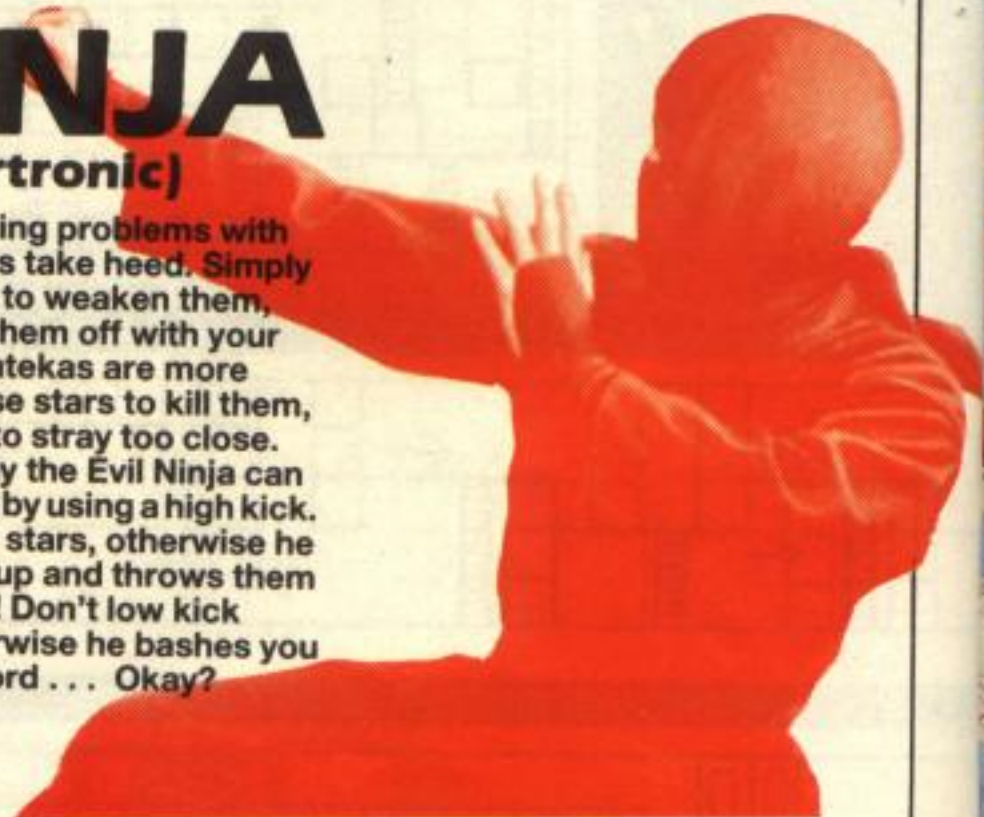 NJA
rtronic)
ing problems with
s take heed. Simply
to weaken them,
hem off with your
tekas are more
se stars to kill them,
to stray too close.
y the Evil Ninja can
by using a high kick.
stars, otherwise he
up and throws them
! Don't low kick
rwise he bashes you
ord . . . Okay?